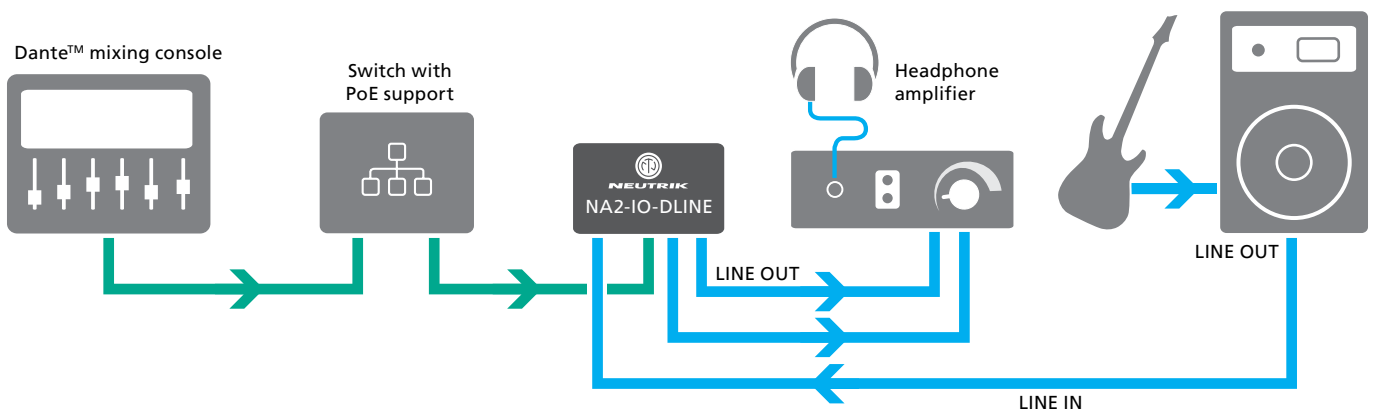 Dante™ mixing console
Switch with
PoE support
NEUTRIK
NA2-IO-DLINE
Headphone
amplifier
LINE OUT
LINE OUT
LINE IN